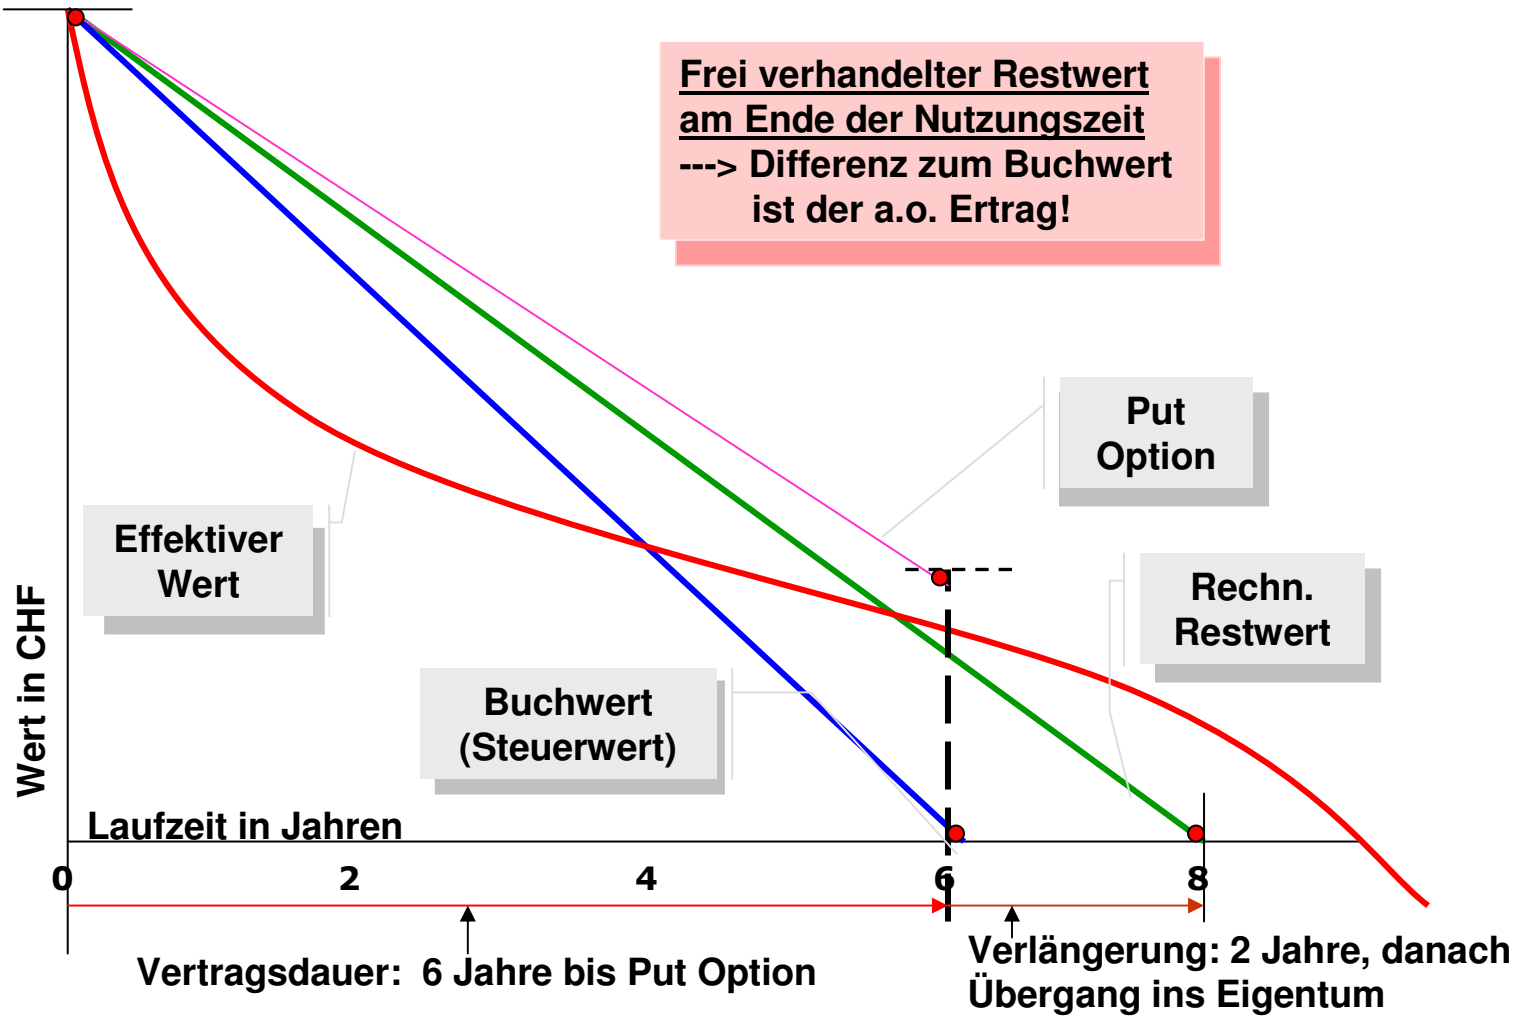 Frei verhandelter Restwert
am Ende der Nutzungszeit
---> Differenz zum Buchwert
ist der a.o. Ertrag!
Put
Option
Effektiver
Wert
Rechn.
Restwert
Buchwert
(Steuerwert)
Wert in CHF
Laufzeit in Jahren
0 2 4 6 8
Vertragsdauer: 6 Jahre bis Put Option
Verlängerung: 2 Jahre, danach
Übergang ins Eigentum